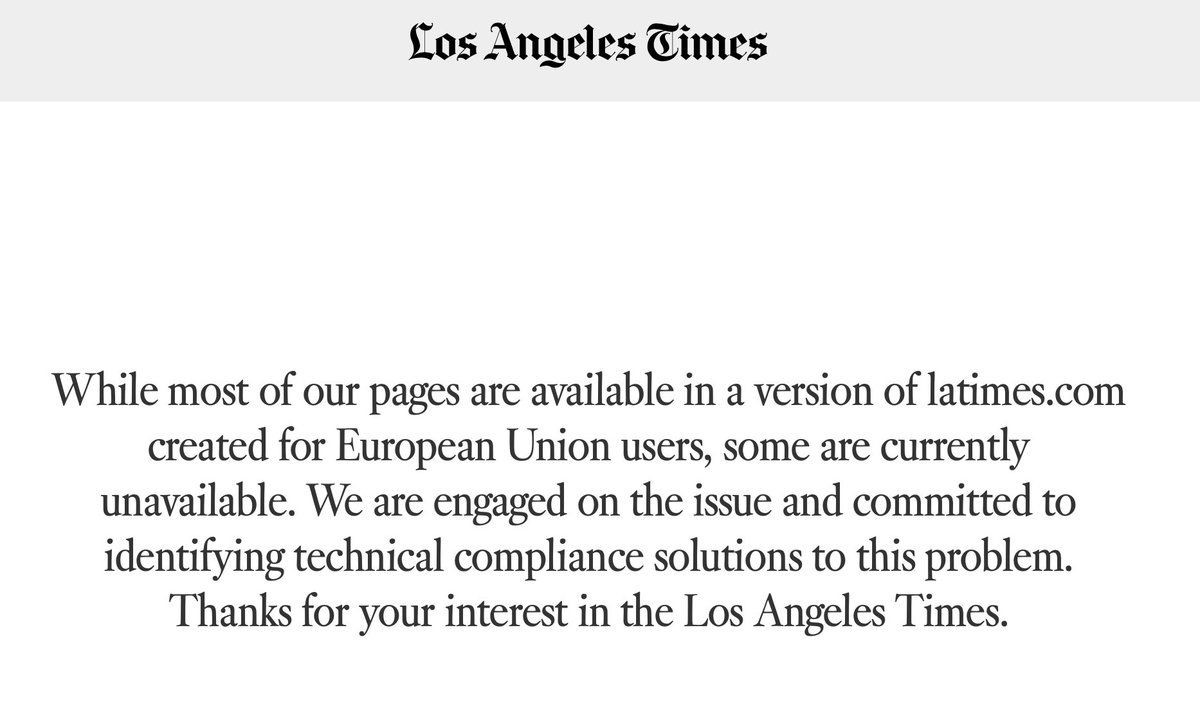 Los Angeles Times
While most of our pages are available in a version of latimes.com
created for European Union users, some are currently
unavailable. We are engaged on the issue and committed to
identifying technical compliance solutions to this problem.
Thanks for your interest in the Los Angeles Times.